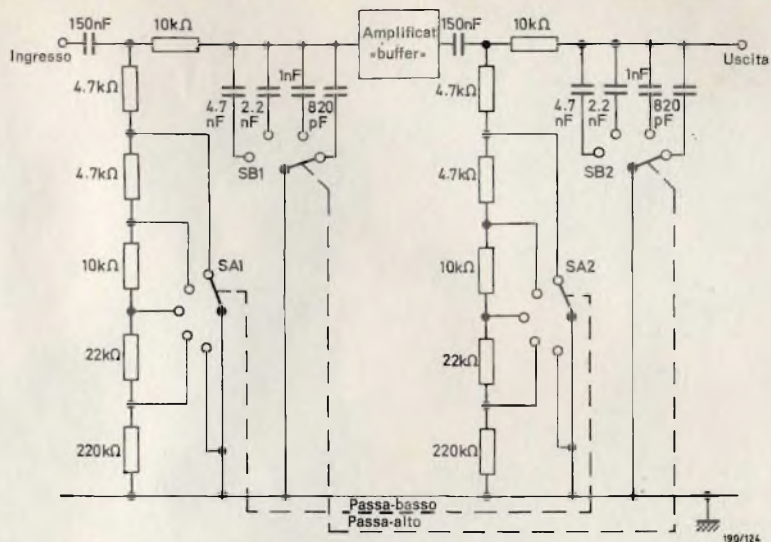 150nF
10kΩ
Amplificat
«buffer»
150nF
10kΩ
Ingresso
Uscita
4.7kΩ
4.7
nF
2.2
nF
1nF
820
pF
SB1
4.7kΩ
4.7
nF
2.2
nF
1nF
820
pF
SB2
4.7kΩ
4.7kΩ
10kΩ
SA1
10kΩ
SA2
22kΩ
22kΩ
220kΩ
220kΩ
Passa-basso
Passa-alto
190/124